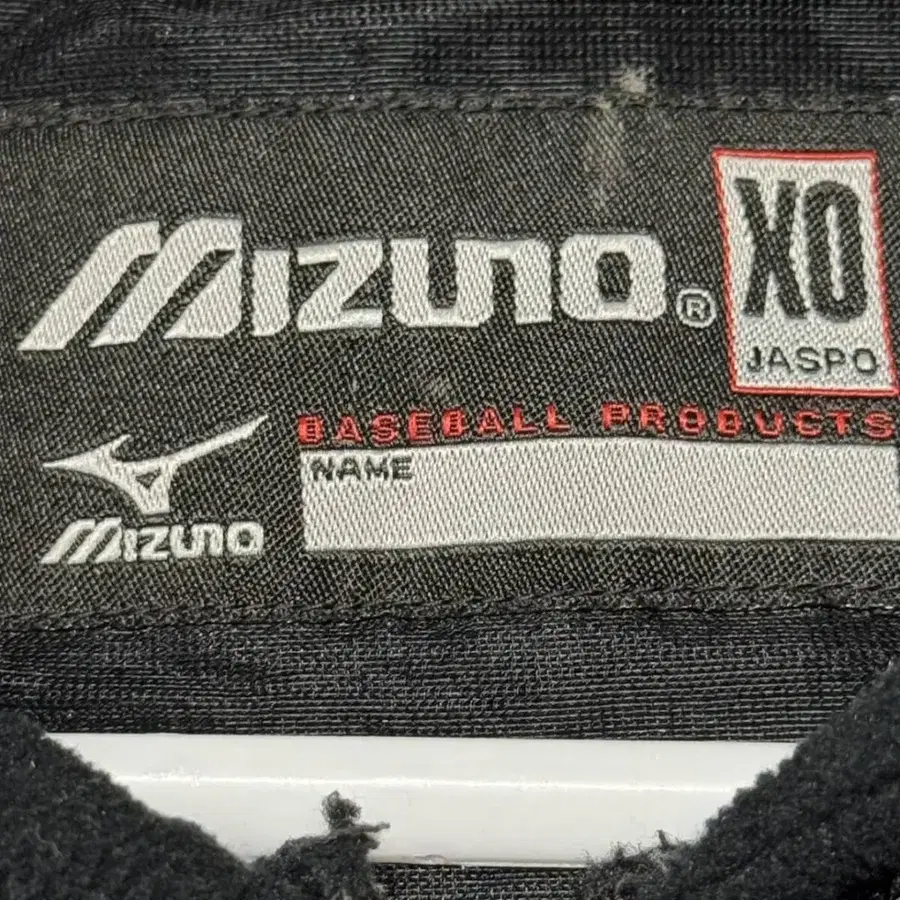 MIZUNO®
XO
JASPO
BASEBALL PRODUCTS
NAME
MIZUNO